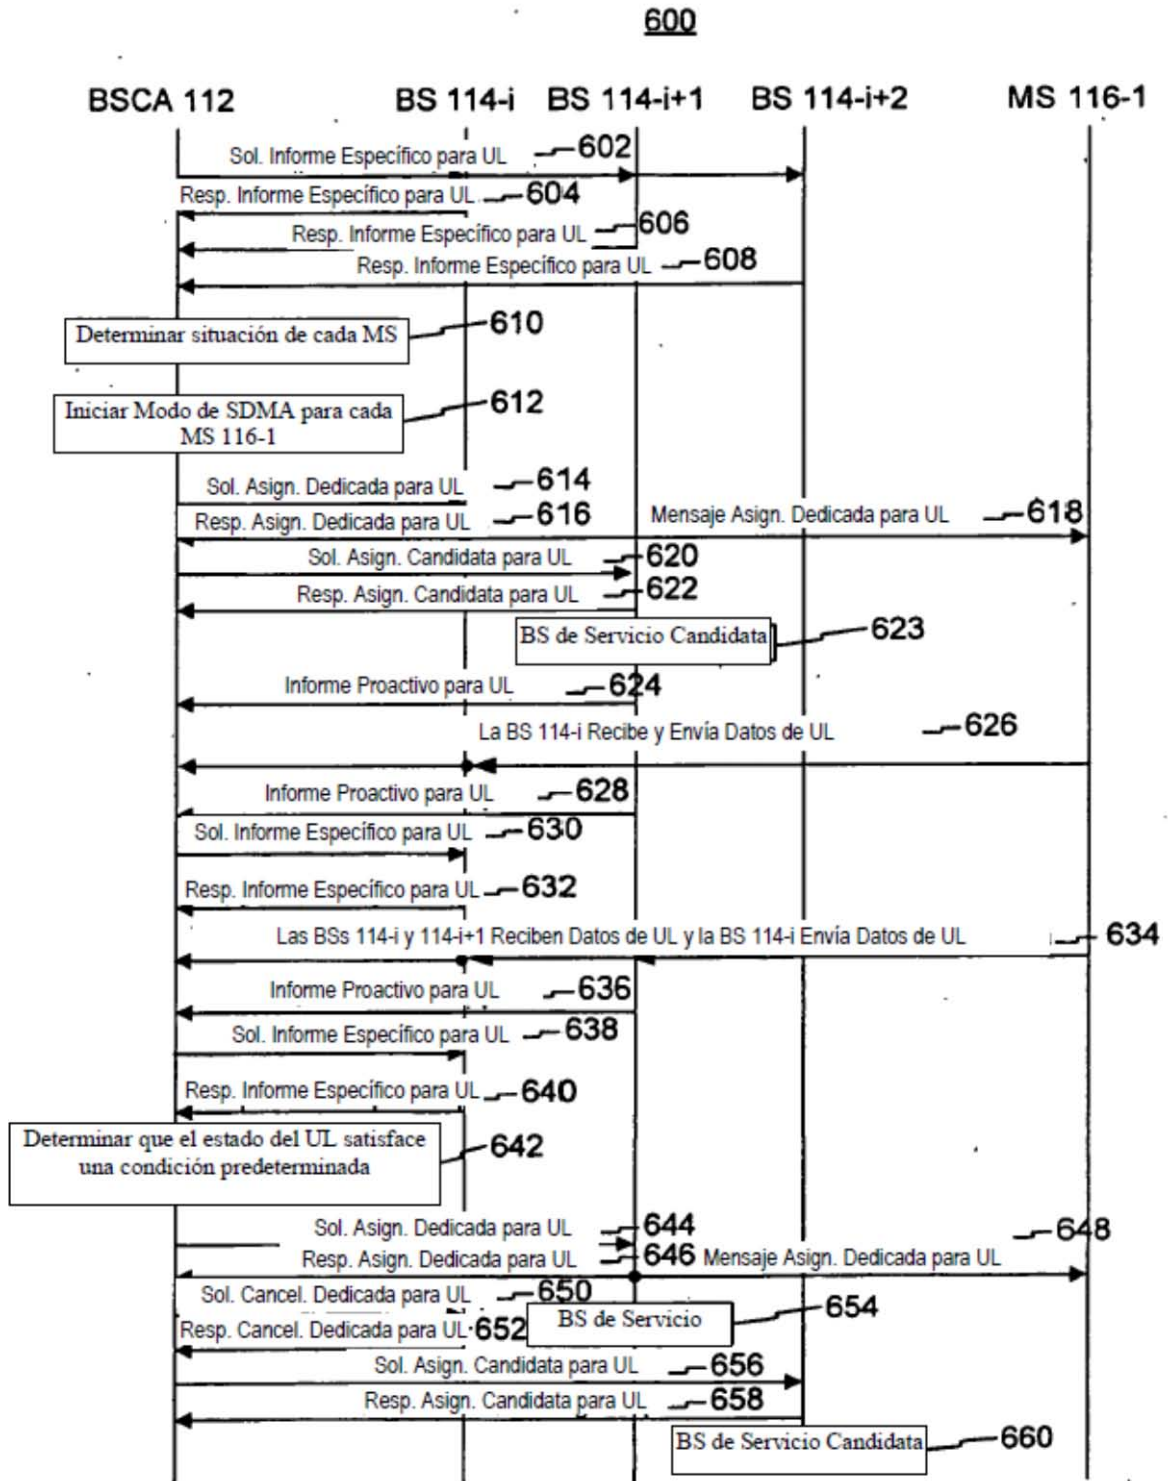 600
BSCA 112
BS 114-i
BS 114-i+1
BS 114-i+2
MS 116-1
Sol. Informe Específico para UL
602
Resp. Informe Específico para UL
604
Resp. Informe Específico para UL
606
Resp. Informe Específico para UL
608
Determinar situación de cada MS
610
Iniciar Modo de SDMA para cada
MS 116-1
612
Sol. Asign. Dedicada para UL
614
Resp. Asign. Dedicada para UL
616
Mensaje Asign. Dedicada para UL
618
Sol. Asign. Candidata para UL
620
Resp. Asign. Candidata para UL
622
BS de Servicio Candidata
623
Informe Proactivo para UL
624
La BS 114-i Recibe y Envía Datos de UL
626
Informe Proactivo para UL
628
Sol. Informe Específico para UL
630
Resp. Informe Específico para UL
632
Las BSs 114-i y 114-i+1 Reciben Datos de UL y la BS 114-i Envía Datos de UL
634
Informe Proactivo para UL
636
Sol. Informe Específico para UL
638
Resp. Informe Específico para UL
640
Determinar que el estado del UL satisface
una condición predeterminada
642
Sol. Asign. Dedicada para UL
644
Resp. Asign. Dedicada para UL
646
Mensaje Asign. Dedicada para UL
648
Sol. Cancel. Dedicada para UL
650
Resp. Cancel. Dedicada para UL
652
BS de Servicio
654
Sol. Asign. Candidata para UL
656
Resp. Asign. Candidata para UL
658
BS de Servicio Candidata
660